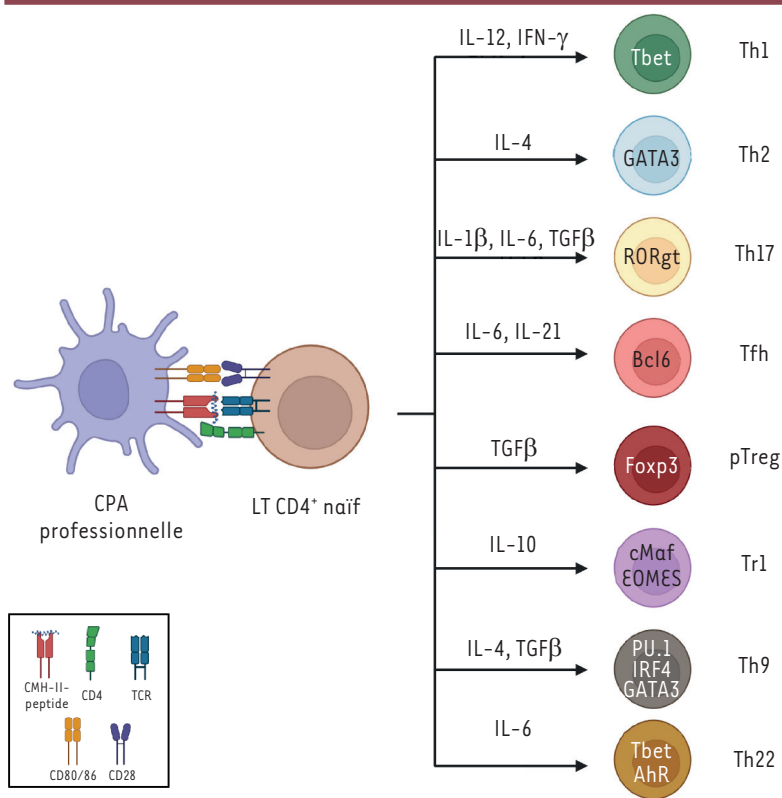 IL-12, IFN-γ
Tbet
Th1
IL-4
GATA3
Th2
IL-1β, IL-6, TGFβ
RORgt
Th17
IL-6, IL-21
Bcl6
Tfh
TGFβ
Foxp3
pTreg
CPA
professionnelle
LT CD4⁺ naïf
IL-10
cMaf
EOMES
Tr1
IL-4, TGFβ
PU.1
IRF4
GATA3
Th9
IL-6
Tbet
AhR
Th22
CMH-II-
peptide
CD4
TCR
CD80/86
CD28